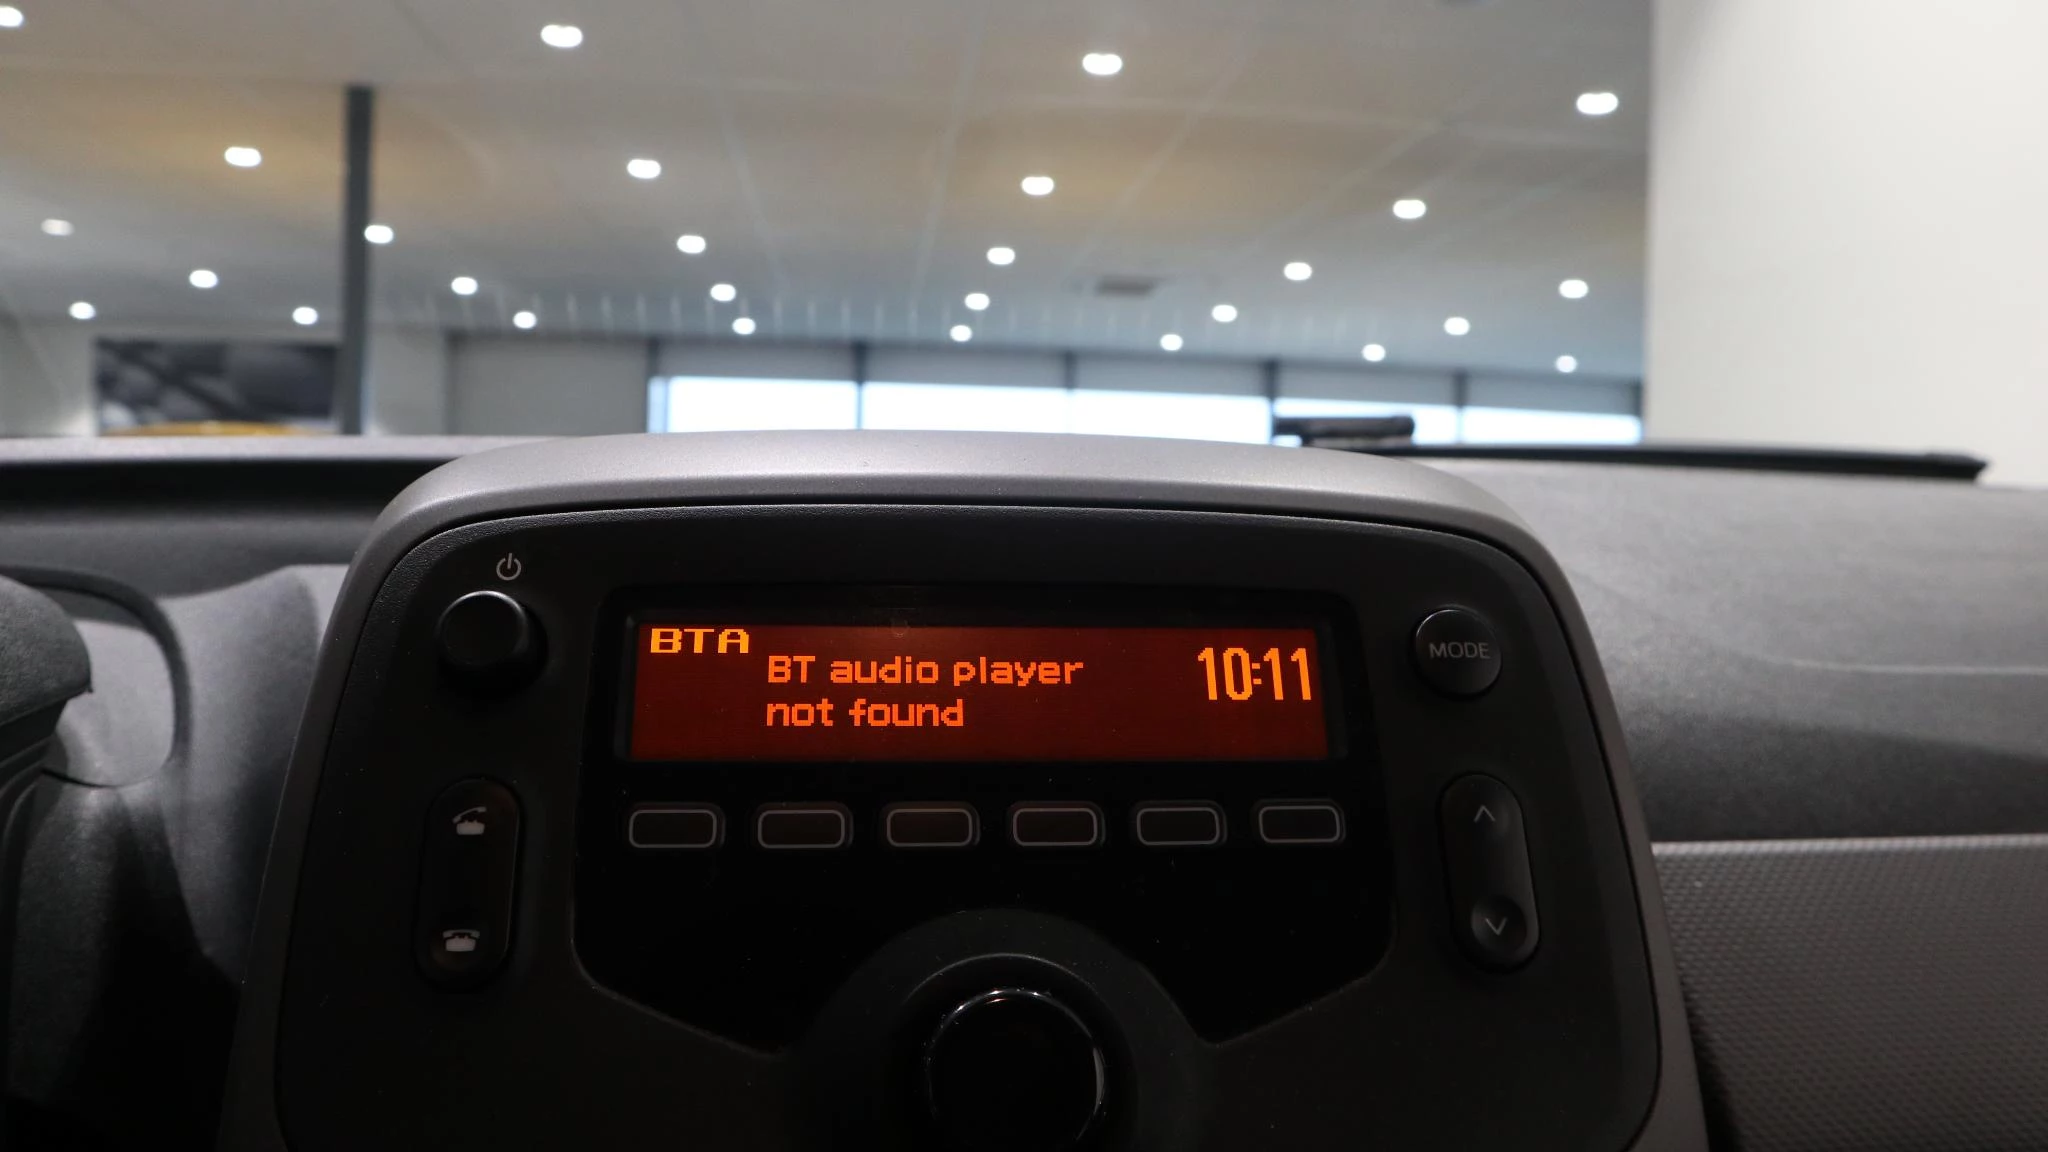 BTA
BT audio player
not found
10:11
MODE